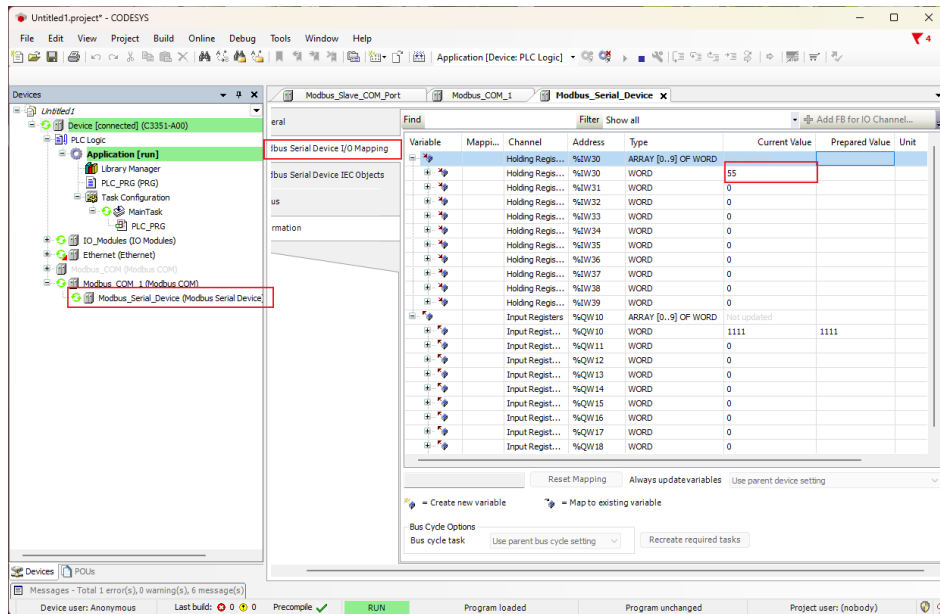 Untitled1.project* - CODESYS
File Edit View Project Build Online Debug Tools Window Help
Application [Device: PLC Logic]
4
Devices
Untitled1
Device [connected] (C3351-A00)
PLC Logic
Application [run]
Library Manager
PLC_PRG (PRG)
Task Configuration
MainTask
PLC_PRG
IO_Modules (IO Modules)
Ethernet (Ethernet)
Modbus_COM (Modbus COM)
Modbus_COM_1 (Modbus COM)
Modbus_Serial_Device (Modbus Serial Device)
Devices POUs
Modbus_Slave_COM_Port Modbus_COM_1 Modbus_Serial_Device
eral
dbus Serial Device I/O Mapping
dbus Serial Device IEC Objects
us
rmation
Find Filter Show all Add FB for IO Channel...
Variable Mappi... Channel Address Type Current Value Prepared Value Unit
Holding Regis... %IW30 ARRAY [0..9] OF WORD
Holding Regis... %IW30 WORD 55
Holding Regis... %IW31 WORD 0
Holding Regis... %IW32 WORD 0
Holding Regis... %IW33 WORD 0
Holding Regis... %IW34 WORD 0
Holding Regis... %IW35 WORD 0
Holding Regis... %IW36 WORD 0
Holding Regis... %IW37 WORD 0
Holding Regis... %IW38 WORD 0
Holding Regis... %IW39 WORD 0
Input Registers %QW10 ARRAY [0..9] OF WORD Not updated
Input Regist... %QW10 WORD 1111 1111
Input Regist... %QW11 WORD 0
Input Regist... %QW12 WORD 0
Input Regist... %QW13 WORD 0
Input Regist... %QW14 WORD 0
Input Regist... %QW15 WORD 0
Input Regist... %QW16 WORD 0
Input Regist... %QW17 WORD 0
Input Regist... %QW18 WORD 0
Reset Mapping Always update variables Use parent device setting
= Create new variable = Map to existing variable
Bus Cycle Options
Bus cycle task Use parent bus cycle setting Recreate required tasks
Messages - Total 1 error(s), 0 warning(s), 6 message(s)
Device user: Anonymous Last build: 0 0 Precompile RUN Program loaded Program unchanged Project user: (nobody)